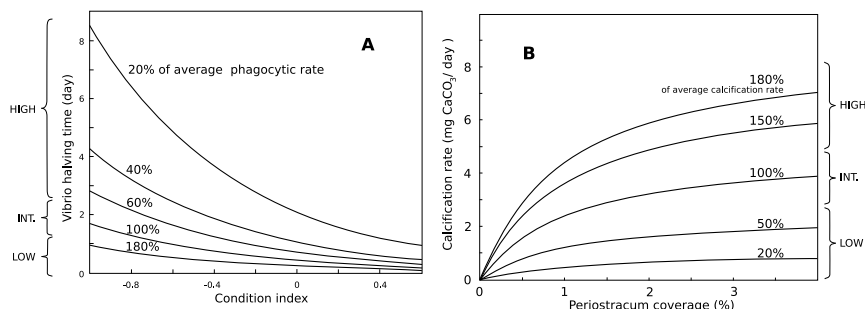 A
B
8
6
4
2
0
Vibrio halving time (day)
HIGH
INT.
LOW
20% of average phagocytic rate
40%
60%
100%
180%
-0.8
-0.4
0
0.4
Condition index
8
6
4
2
0
Calcification rate (mg CaCO3/ day)
180%
of average calcification rate
150%
100%
50%
20%
0
1
2
3
Periostracum coverage (%)
HIGH
INT.
LOW